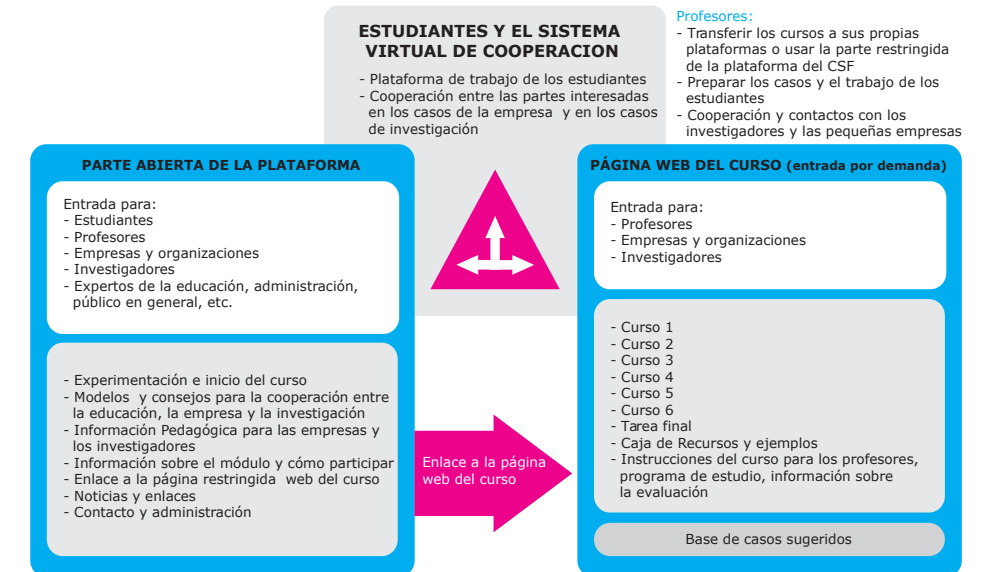 ESTUDIANTES Y EL SISTEMA
VIRTUAL DE COOPERACION
- Plataforma de trabajo de los estudiantes
- Cooperación entre las partes interesadas
en los casos de la empresa y en los casos
de investigación
Profesores:
- Transferir los cursos a sus propias
plataformas o usar la parte restringida
de la plataforma del CSF
- Preparar los casos y el trabajo de los
estudiantes
- Cooperación y contactos con los
investigadores y las pequeñas empresas
PARTE ABIERTA DE LA PLATAFORMA
Entrada para:
- Estudiantes
- Profesores
- Empresas y organizaciones
- Investigadores
- Expertos de la educación, administración,
público en general, etc.
- Experimentación e inicio del curso
- Modelos y consejos para la cooperación entre
la educación, la empresa y la investigación
- Información Pedagógica para las empresas y
los investigadores
- Información sobre el módulo y cómo participar
- Enlace a la página restringida web del curso
- Noticias y enlaces
- Contacto y administración
Enlace a la página
web del curso
PÁGINA WEB DEL CURSO (entrada por demanda)
Entrada para:
- Profesores
- Empresas y organizaciones
- Investigadores
- Curso 1
- Curso 2
- Curso 3
- Curso 4
- Curso 5
- Curso 6
- Tarea final
- Caja de Recursos y ejemplos
- Instrucciones del curso para los profesores,
programa de estudio, información sobre
la evaluación
Base de casos sugeridos